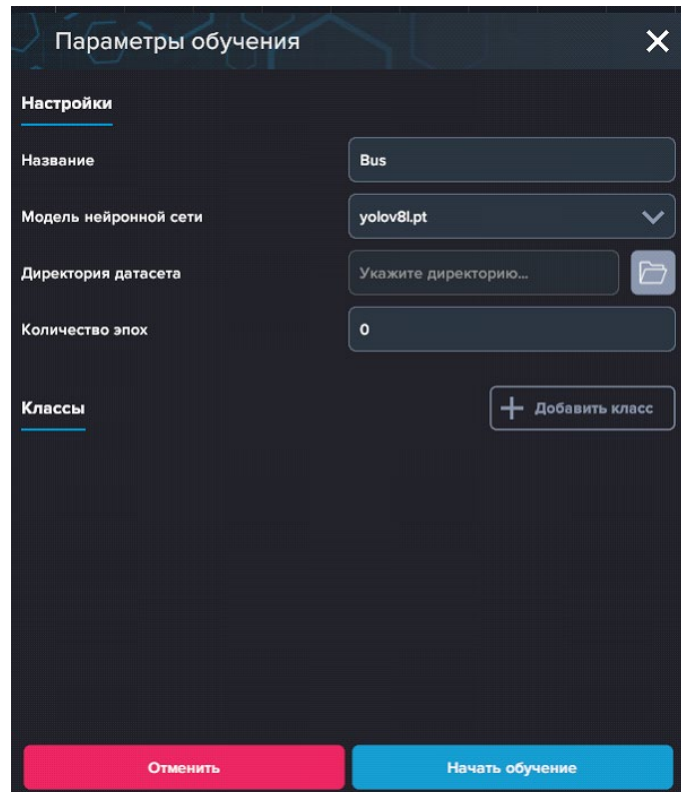 Параметры обучения
Настройки
Название
Bus
Модель нейронной сети
yolov8l.pt
Директория датасета
Укажите директорию...
Количество эпох
0
Классы
Добавить класс
Отменить
Начать обучение